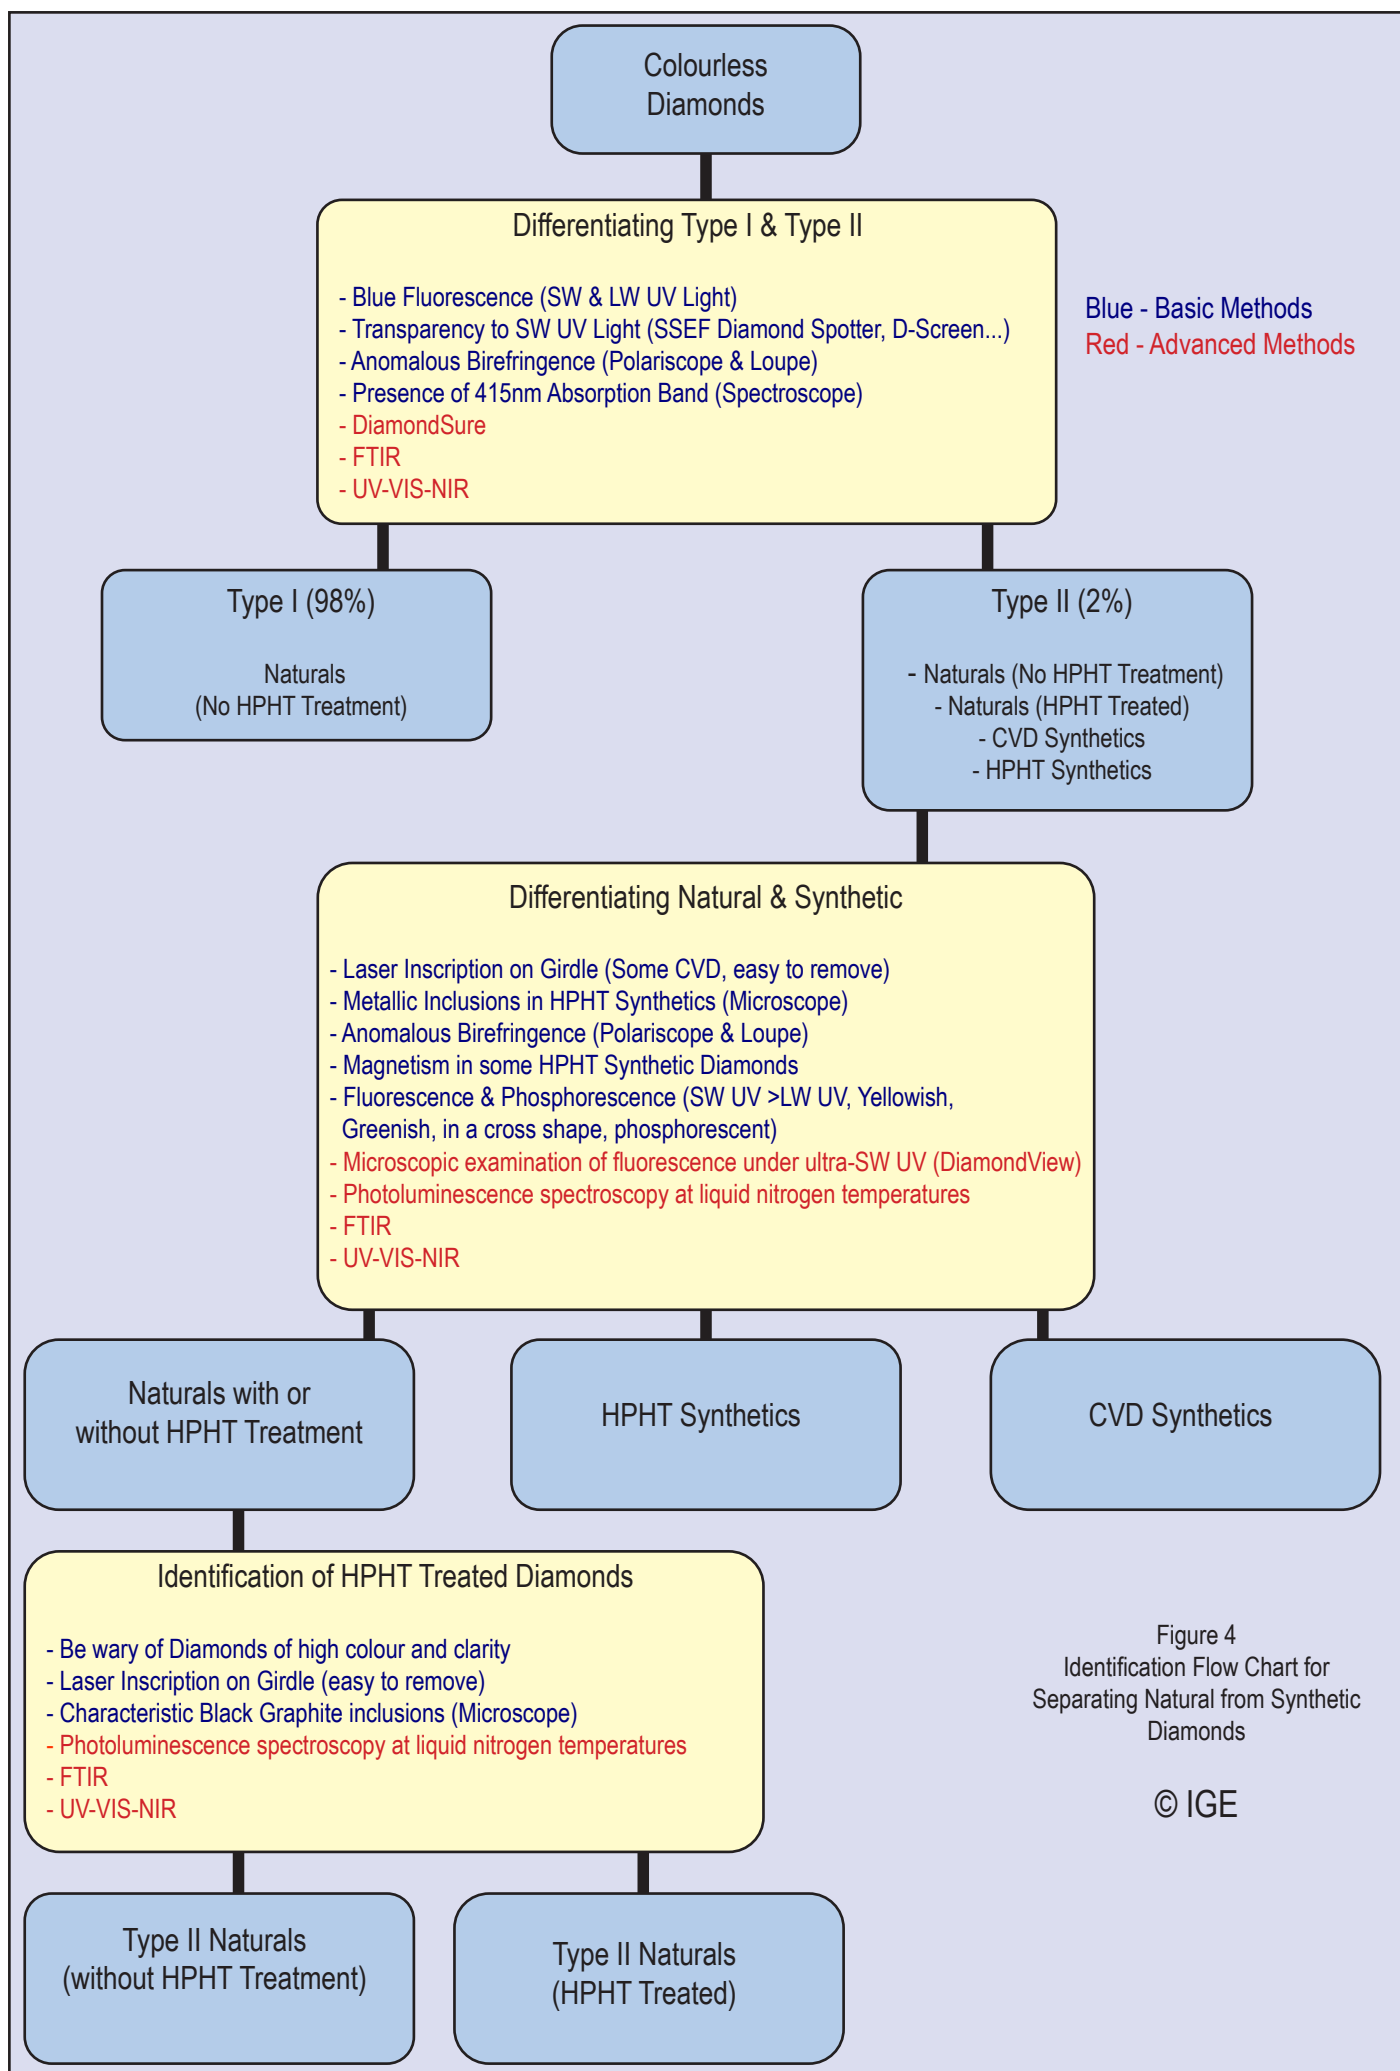 Colourless
Diamonds
Differentiating Type I & Type II
- Blue Fluorescence (SW & LW UV Light)
- Transparency to SW UV Light (SSEF Diamond Spotter, D-Screen...)
- Anomalous Birefringence (Polariscope & Loupe)
- Presence of 415nm Absorption Band (Spectroscope)
- DiamondSure
- FTIR
- UV-VIS-NIR
Blue - Basic Methods
Red - Advanced Methods
Type I (98%)
Naturals
(No HPHT Treatment)
Type II (2%)
- Naturals (No HPHT Treatment)
- Naturals (HPHT Treated)
- CVD Synthetics
- HPHT Synthetics
Differentiating Natural & Synthetic
- Laser Inscription on Girdle (Some CVD, easy to remove)
- Metallic Inclusions in HPHT Synthetics (Microscope)
- Anomalous Birefringence (Polariscope & Loupe)
- Magnetism in some HPHT Synthetic Diamonds
- Fluorescence & Phosphorescence (SW UV >LW UV, Yellowish,
Greenish, in a cross shape, phosphorescent)
- Microscopic examination of fluorescence under ultra-SW UV (DiamondView)
- Photoluminescence spectroscopy at liquid nitrogen temperatures
- FTIR
- UV-VIS-NIR
Naturals with or
without HPHT Treatment
HPHT Synthetics
CVD Synthetics
Identification of HPHT Treated Diamonds
- Be wary of Diamonds of high colour and clarity
- Laser Inscription on Girdle (easy to remove)
- Characteristic Black Graphite inclusions (Microscope)
- Photoluminescence spectroscopy at liquid nitrogen temperatures
- FTIR
- UV-VIS-NIR
Figure 4
Identification Flow Chart for
Separating Natural from Synthetic
Diamonds
© IGE
Type II Naturals
(without HPHT Treatment)
Type II Naturals
(HPHT Treated)